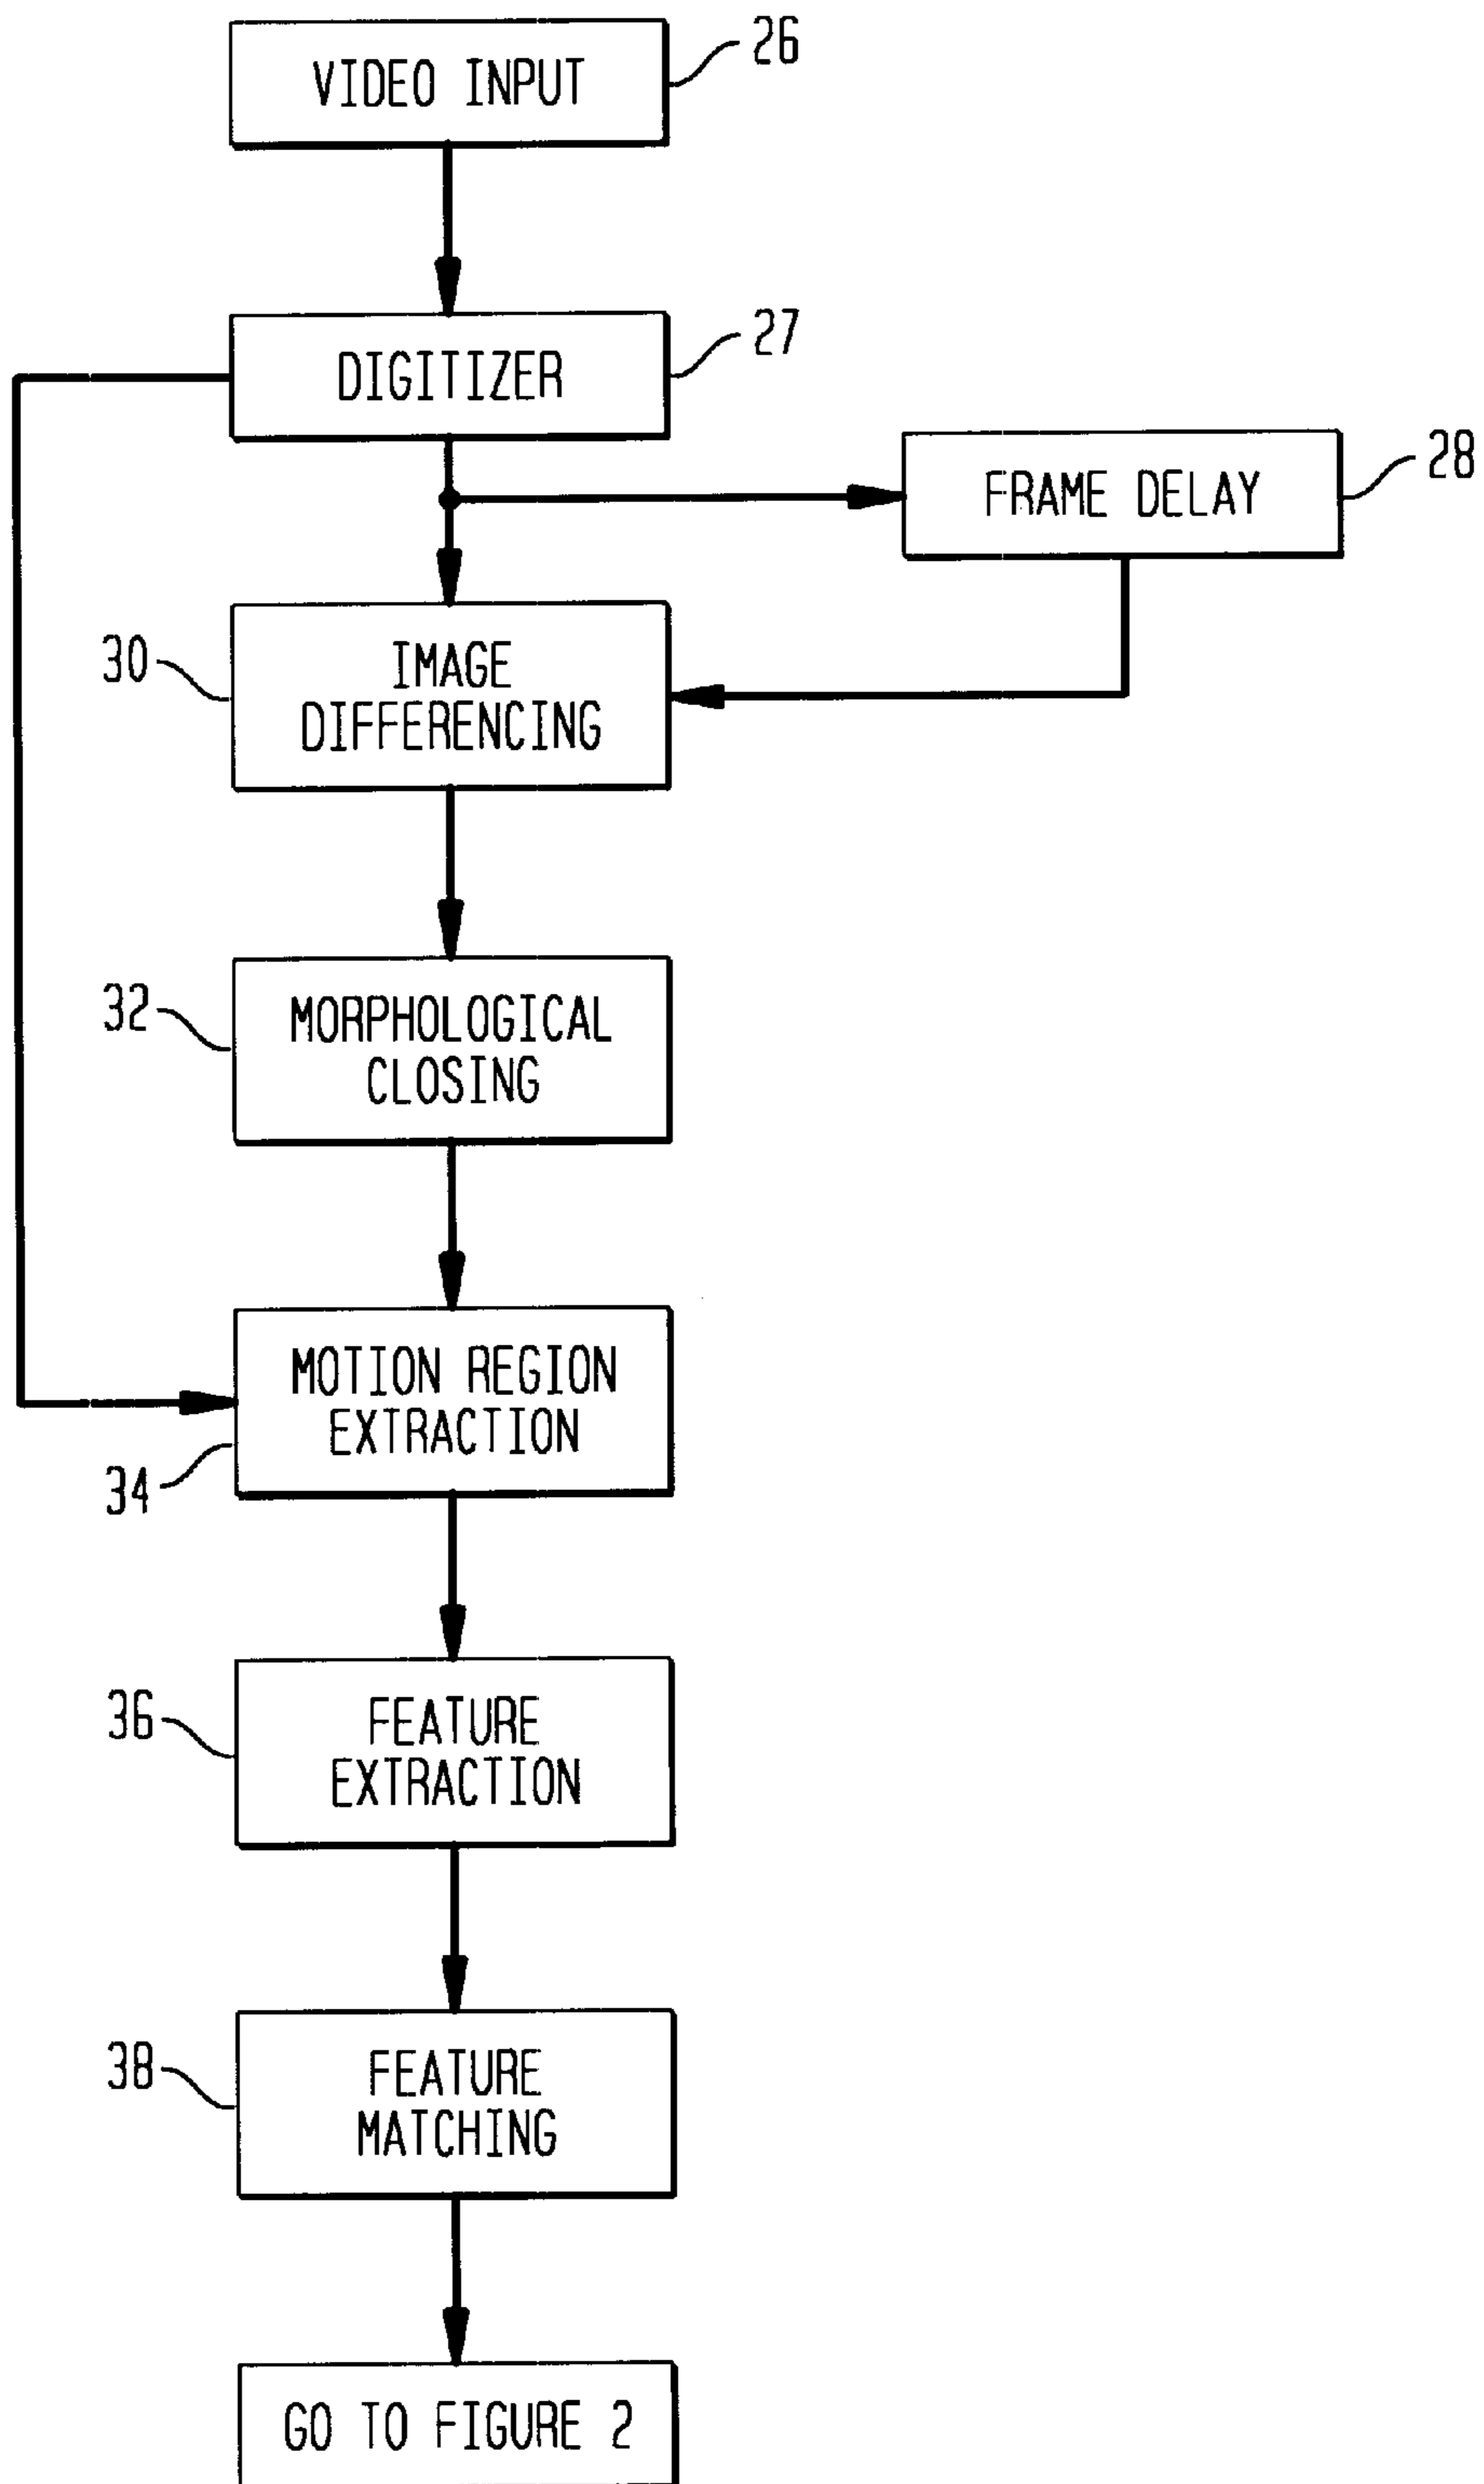 VIDEO INPUT
26
DIGITIZER
27
FRAME DELAY
28
30
IMAGE
DIFFERENCING
32
MORPHOLOGICAL
CLOSING
MOTION REGION
EXTRACTION
34
36
FEATURE
EXTRACTION
38
FEATURE
MATCHING
GO TO FIGURE 2